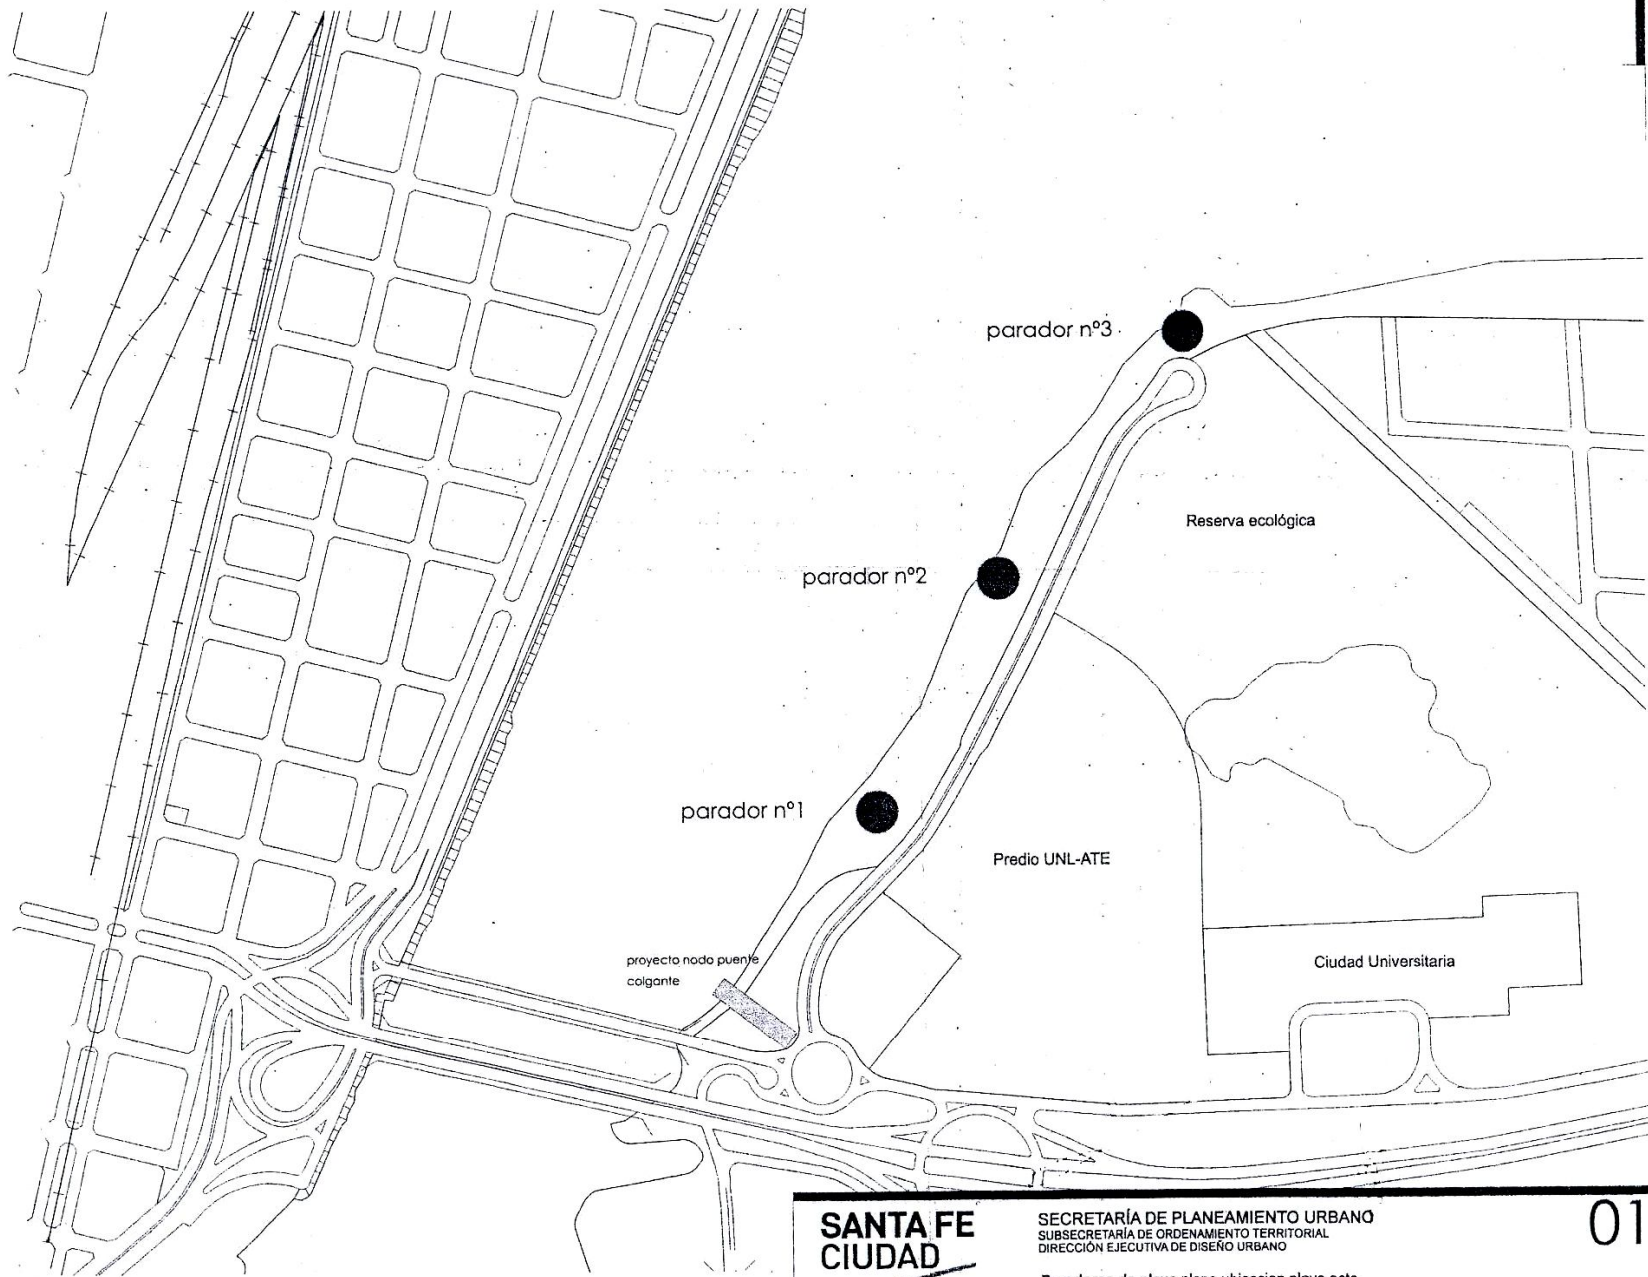 parador nº3
parador nº2
Reserva ecológica
parador nº1
Predio UNL-ATE
proyecto nodo puente
colgante
Ciudad Universitaria
SANTA FE
CIUDAD
SECRETARÍA DE PLANEAMIENTO URBANO
SUBSECRETARÍA DE ORDENAMIENTO TERRITORIAL
DIRECCIÓN EJECUTIVA DE DISEÑO URBANO
01